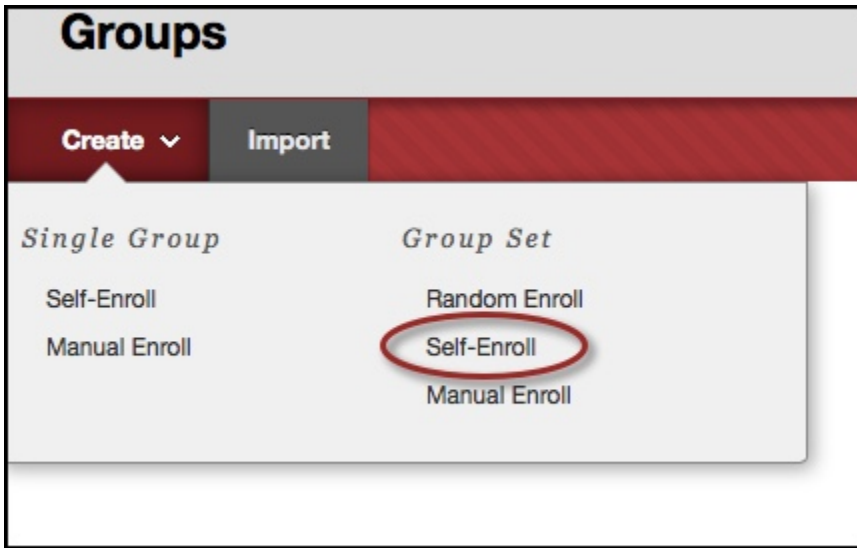 Groups
Create Import
Single Group
Self-Enroll
Manual Enroll
Group Set
Random Enroll
Self-Enroll
Manual Enroll